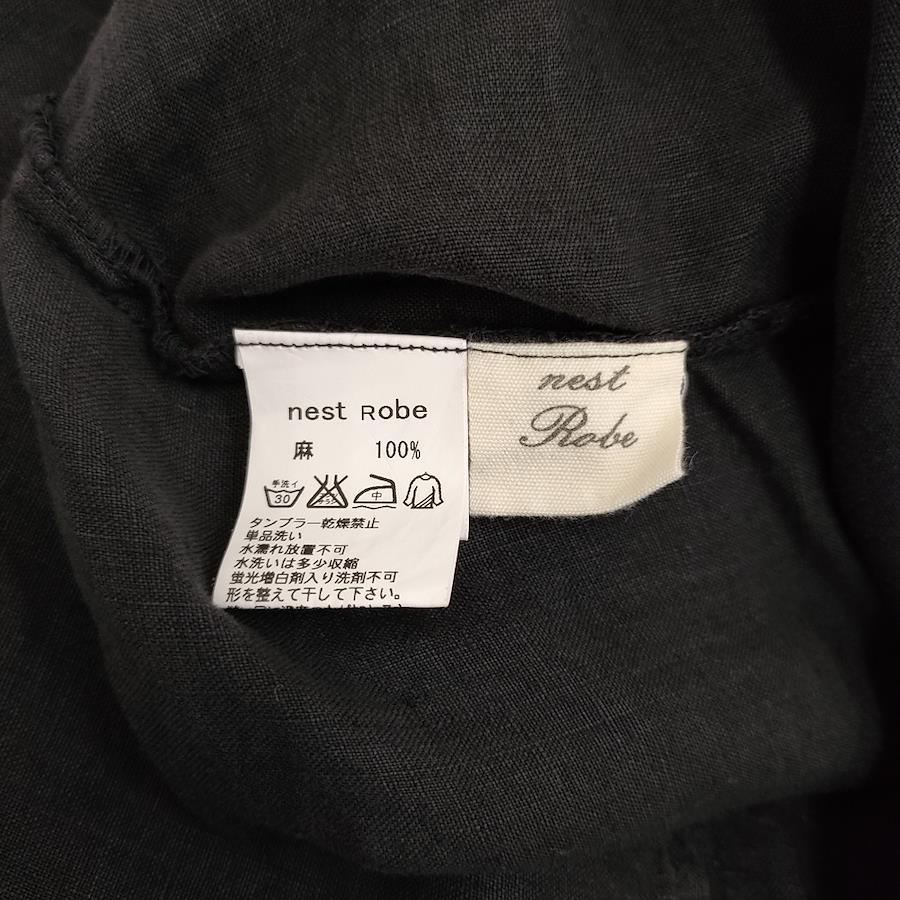 nest Robe
麻 100%
手洗イ
30
中
タンブラー乾燥禁止
単品洗い
水濡れ放置不可
水洗いは多少収縮
蛍光増白剤入り洗剤不可
形を整えて干して下さい。
nest
Robe